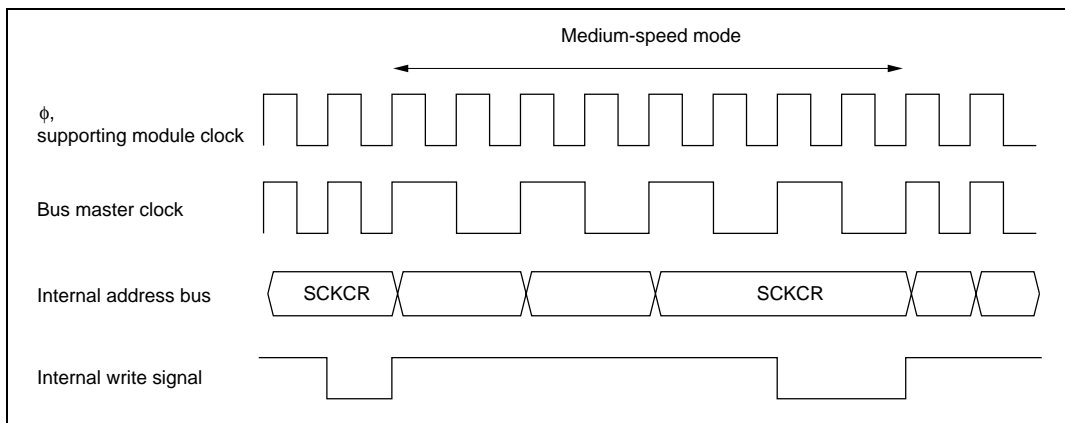 Medium-speed mode
ϕ,
supporting module clock
Bus master clock
Internal address bus
SCKCR
SCKCR
Internal write signal